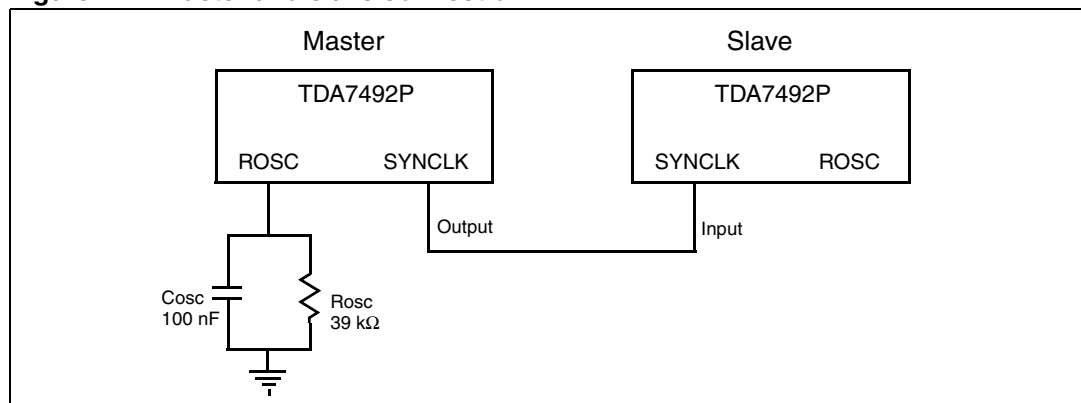 Master Slave
TDA7492P TDA7492P
ROSC SYNCLK SYNCLK ROSC
Output Input
Cosc
100 nF
Rosc
39 kΩ